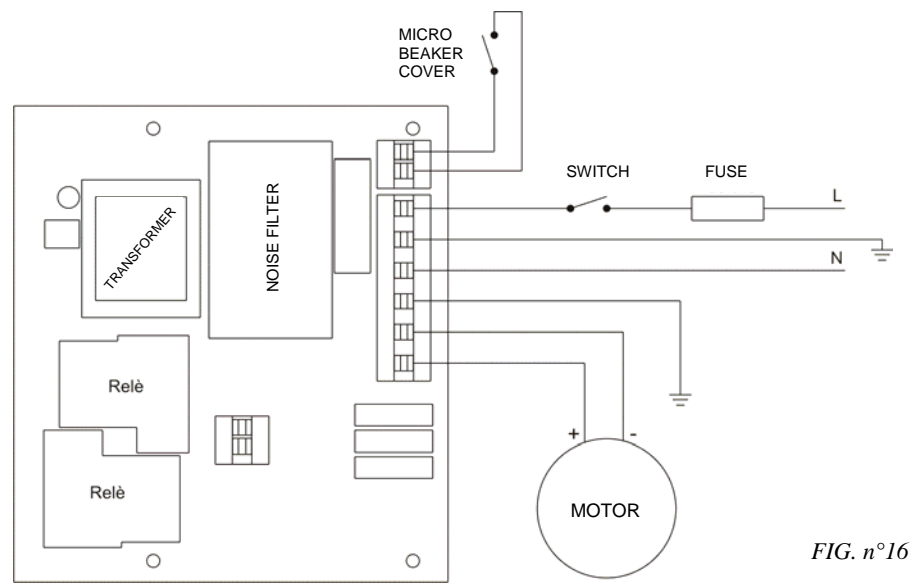 MICRO
BEAKER
COVER
SWITCH
FUSE
L
N
TRANSFORMER
NOISE FILTER
Relè
Relè
+
-
MOTOR
FIG. n°16